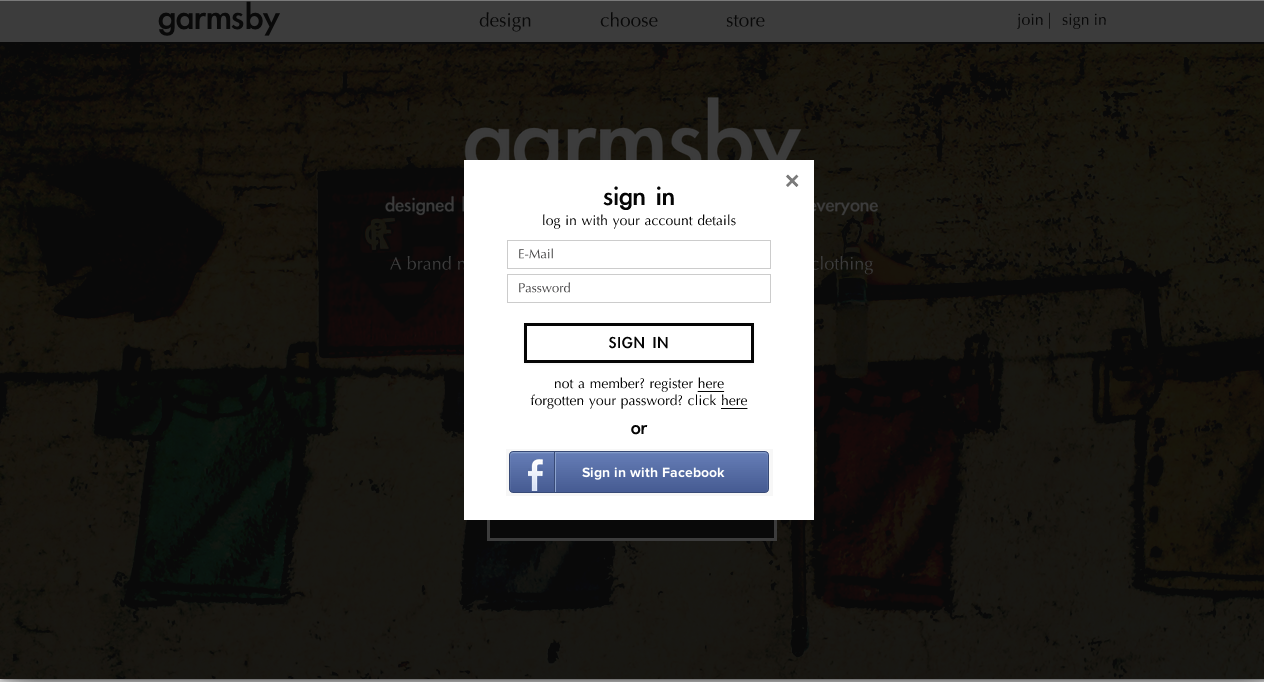 garmsby
design choose store
join | sign in
garmsby
sign in
log in with your account details
designed
everyone
E-Mail
A brand
clothing
Password
SIGN IN
not a member? register here
forgotten your password? click here
or
f Sign in with Facebook